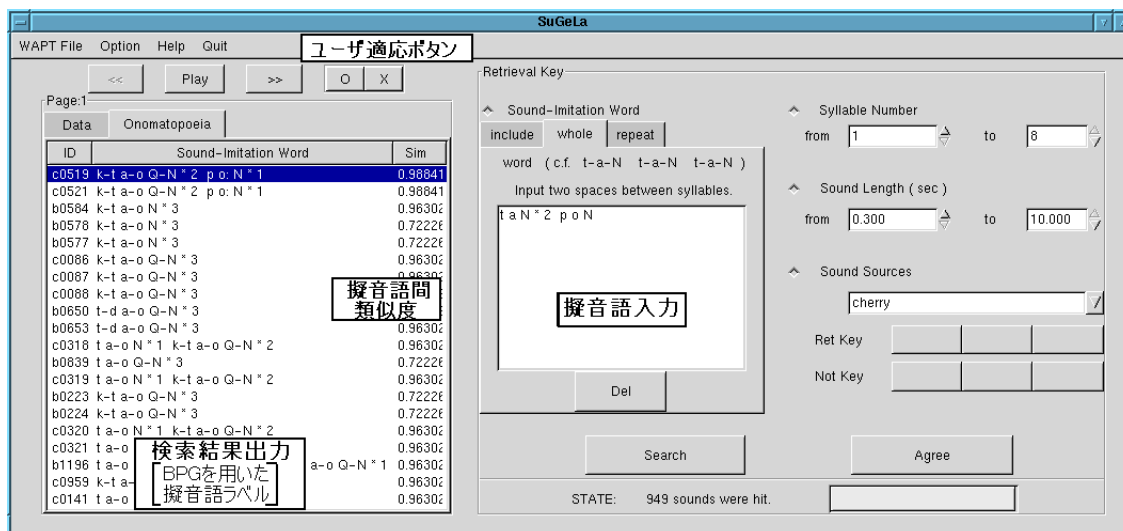 SuGeLa
WAPT File Option Help Quit
ユーザ適応ボタン
<< Play >> O X
Page:1
Data Onomatopoeia
ID Sound-Imitation Word Sim
c0519 k-t a-o Q-N * 2 p o: N * 1 0.98841
c0521 k-t a-o Q-N * 2 p o: N * 1 0.98841
b0584 k-t a-o N * 3 0.96302
b0578 k-t a-o N * 3 0.72226
b0577 k-t a-o N * 3 0.72226
c0086 k-t a-o Q-N * 3 0.96302
c0087 k-t a-o Q-N * 3 0.96302
c0088 k-t a-o Q-N * 3
b0650 t-d a-o Q-N * 3
b0653 t-d a-o Q-N * 3 0.96302
擬音語間
類似度
c0318 t a-o N * 1 k-t a-o Q-N * 2 0.96302
b0839 t a-o Q-N * 3 0.72226
c0319 t a-o N * 1 k-t a-o Q-N * 2 0.96302
b0223 k-t a-o Q-N * 3 0.72226
b0224 k-t a-o Q-N * 3 0.72226
c0320 t a-o N * 1 k-t a-o Q-N * 2 0.96302
c0321 t a-o 0.96302
b1196 t a-o a-o Q-N * 1 0.96302
c0959 k-t a- 0.96302
c0141 t a-o 0.96302
検索結果出力
BPGを用いた
擬音語ラベル
Retrieval Key
Sound-Imitation Word
include whole repeat
word ( c.f. t-a-N t-a-N t-a-N )
Input two spaces between syllables.
t a N * 2 p o N
擬音語入力
Del
Syllable Number
from 1 to 8
Sound Length ( sec )
from 0.300 to 10.000
Sound Sources
cherry
Ret Key
Not Key
Search Agree
STATE: 949 sounds were hit.